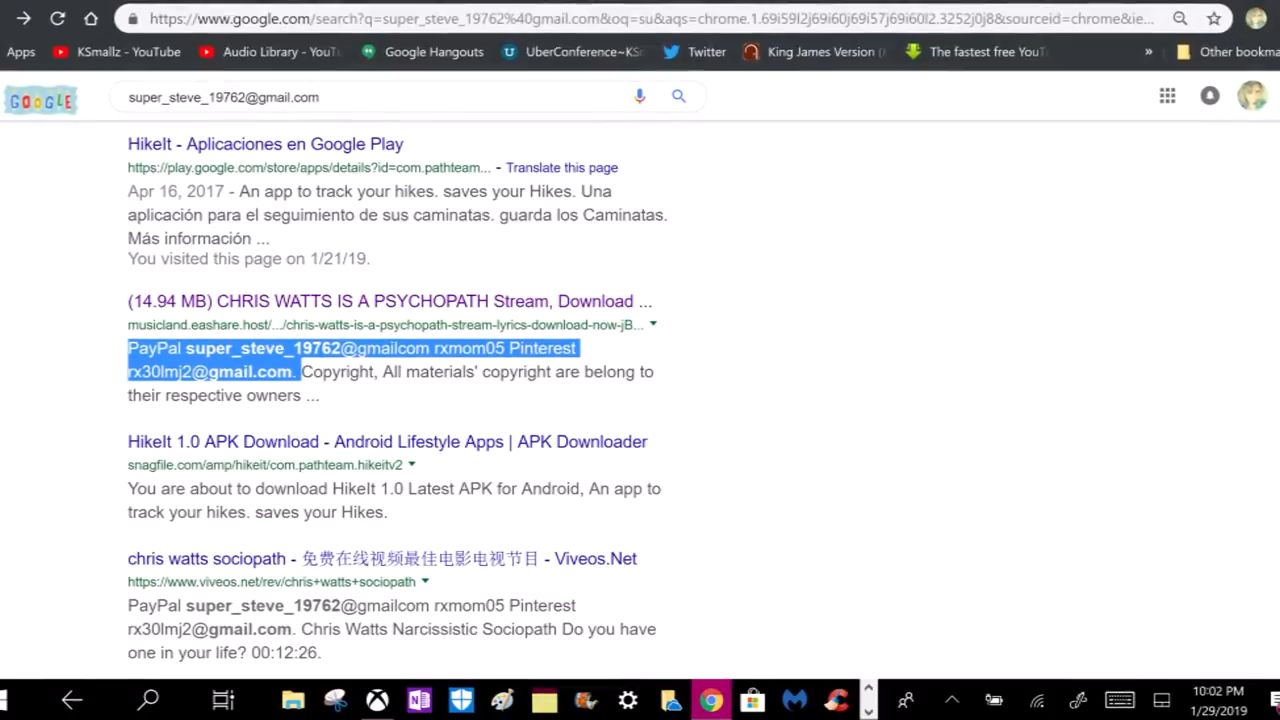 https://www.google.com/search?q=super_steve_19762%40gmail.com&oq=su&aqs=chrome.1.69i59l2j69i60j69i57j69i60l2.3252j0j8&sourceid=chrome&ie...
Apps KSmallz - YouTube Audio Library - YouT GH Google Hangouts UberConference~KS Twitter King James Version ( The fastest free YouT » Other bookma
GOOGLE super_steve_19762@gmail.com
HikeIt - Aplicaciones en Google Play
https://play.google.com/store/apps/details?id=com.pathteam... - Translate this page
Apr 16, 2017 - An app to track your hikes. saves your Hikes. Una
aplicación para el seguimiento de sus caminatas. guarda los Caminatas.
Más información ...
You visited this page on 1/21/19.
(14.94 MB) CHRIS WATTS IS A PSYCHOPATH Stream, Download ...
musicland.eashare.host/.../chris-watts-is-a-psychopath-stream-lyrics-download-now-jB...
PayPal super_steve_19762@gmailcom rxmom05 Pinterest
rx30lmj2@gmail.com. Copyright, All materials' copyright are belong to
their respective owners ...
HikeIt 1.0 APK Download - Android Lifestyle Apps | APK Downloader
snagfile.com/amp/hikeit/com.pathteam.hikeitv2
You are about to download HikeIt 1.0 Latest APK for Android, An app to
track your hikes. saves your Hikes.
chris watts sociopath - 免费在线视频最佳电影电视节目 - Viveos.Net
https://www.viveos.net/rev/chris+watts+sociopath
PayPal super_steve_19762@gmailcom rxmom05 Pinterest
rx30lmj2@gmail.com. Chris Watts Narcissistic Sociopath Do you have
one in your life? 00:12:26.
10:02 PM
1/29/2019